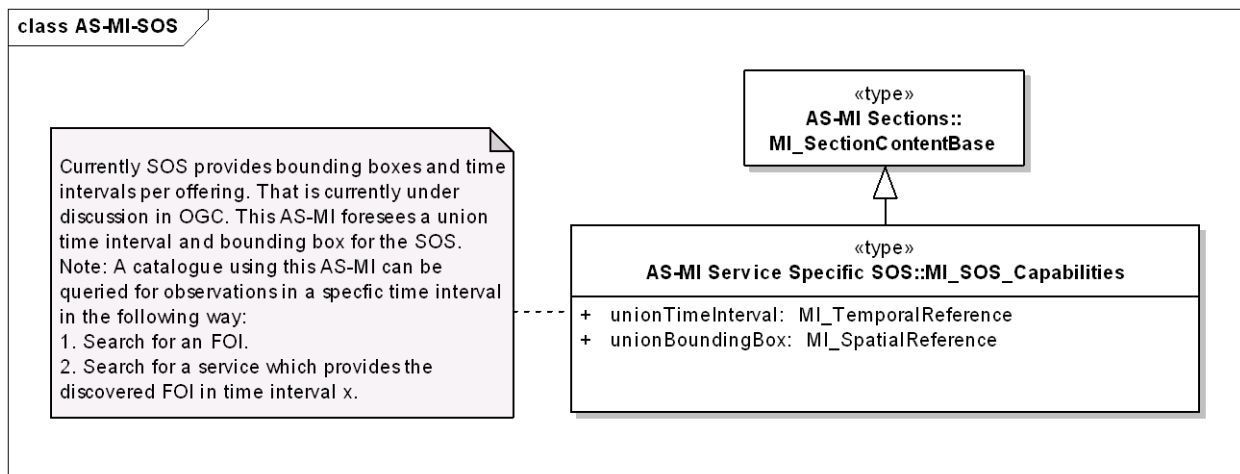 class AS-MI-SOS
«type»
AS-MI Sections::
MI_SectionContentBase
Currently SOS provides bounding boxes and time
intervals per offering. That is currently under
discussion in OGC. This AS-MI foresees a union
time interval and bounding box for the SOS.
Note: A catalogue using this AS-MI can be
queried for observations in a specfic time interval
in the following way:
1. Search for an FOI.
2. Search for a service which provides the
discovered FOI in time interval x.
«type»
AS-MI Service Specific SOS::MI_SOS_Capabilities
+ unionTimeInterval: MI_TemporalReference
+ unionBoundingBox: MI_SpatialReference